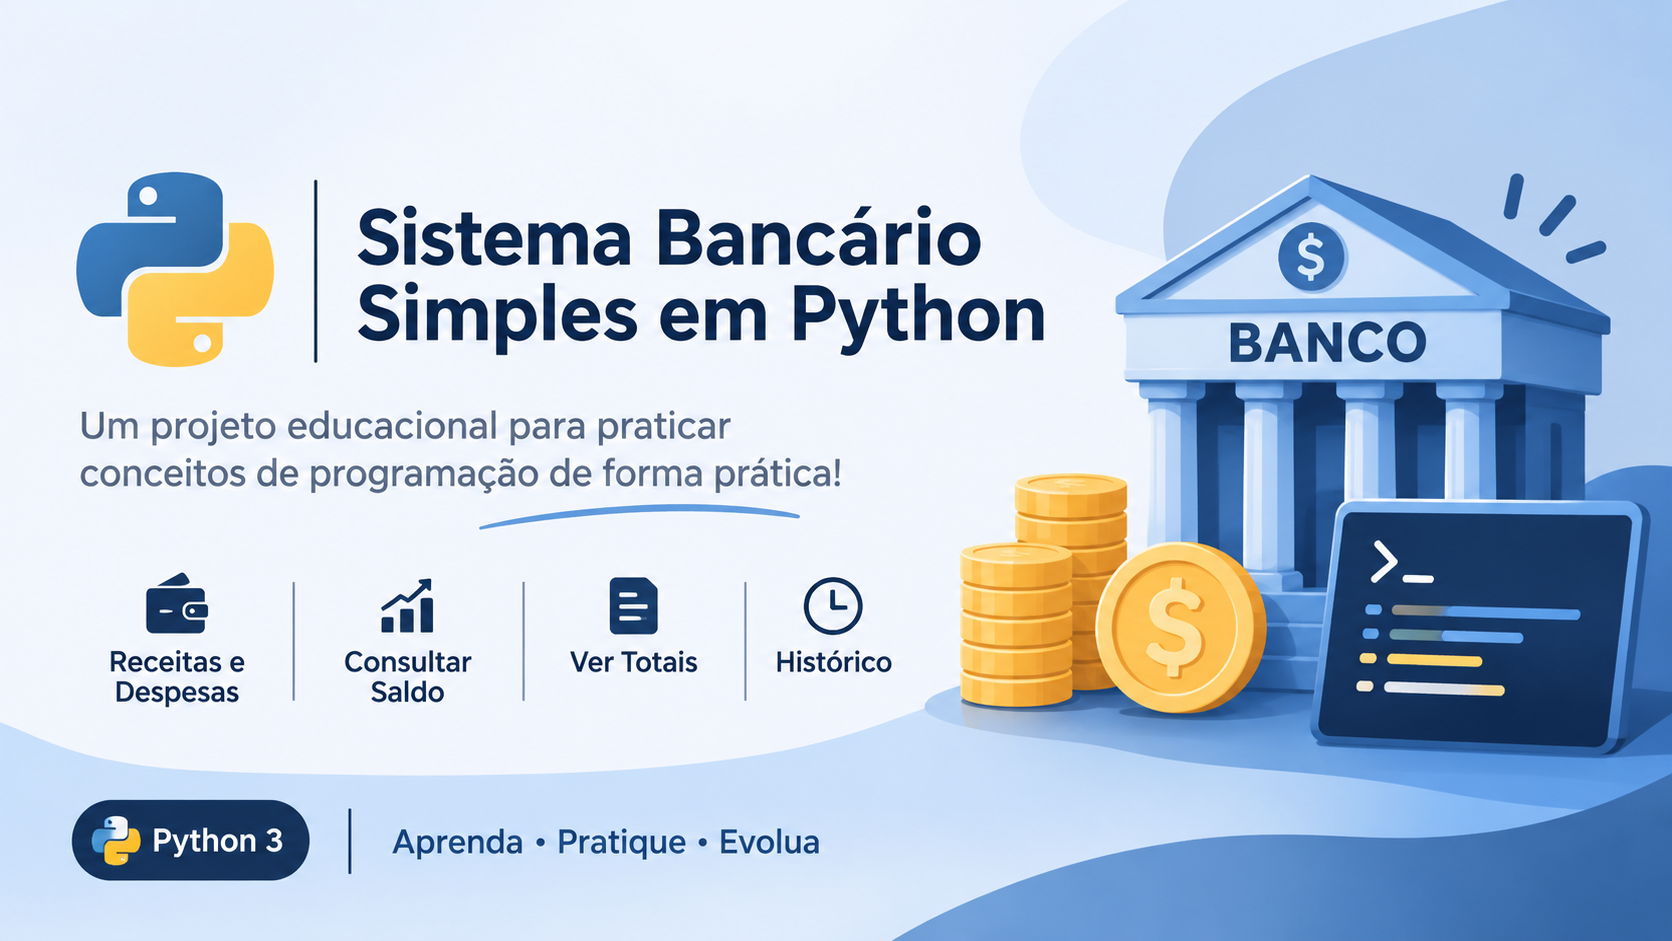 Sistema Bancário
Simples em Python
Um projeto educacional para praticar
conceitos de programação de forma prática!
Receitas e
Despesas
Consultar
Saldo
Ver Totais
Histórico
Python 3
Aprenda • Pratique • Evolua
$
BANCO
$
>_